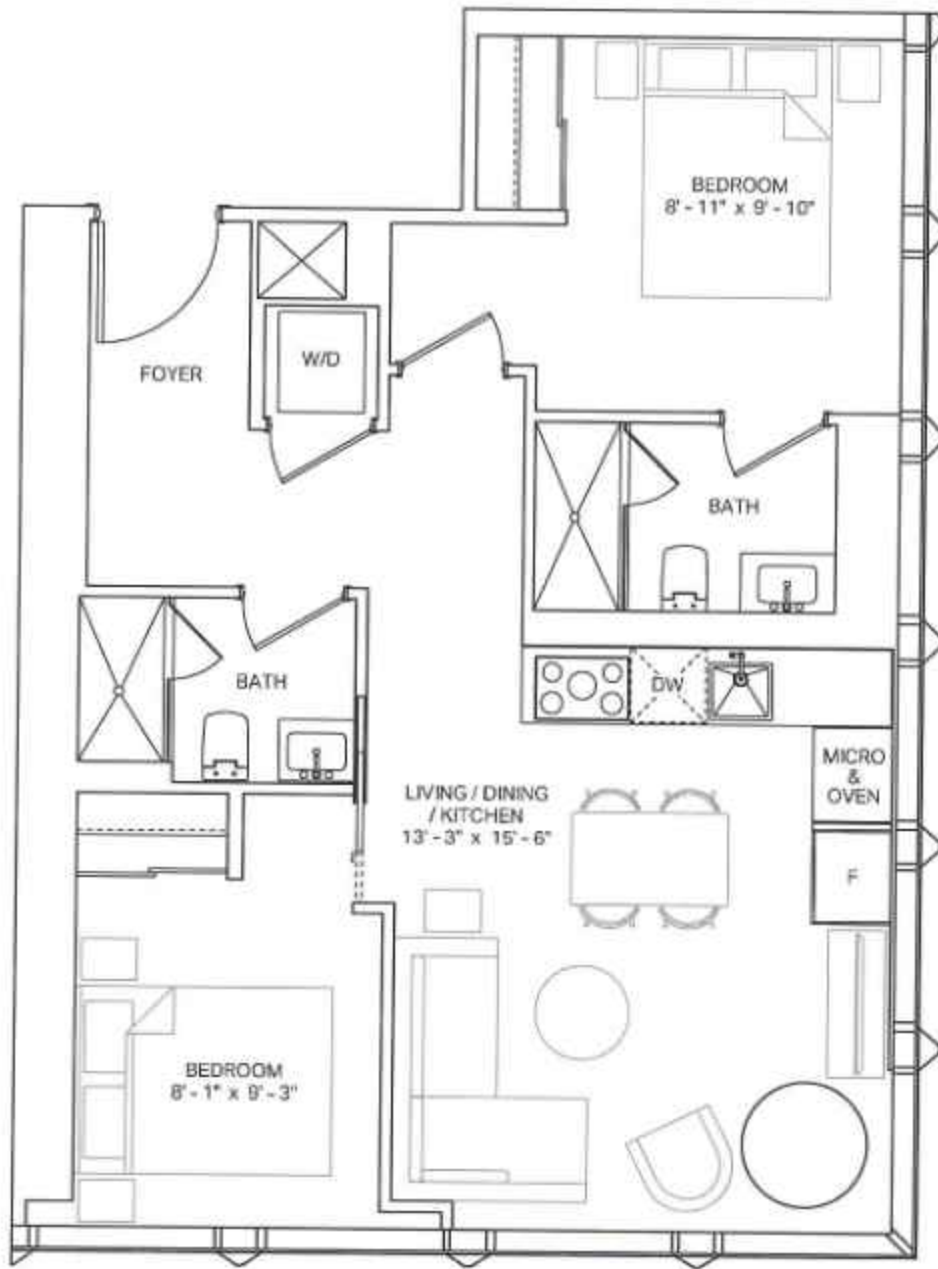 BEDROOM
8' - 11" x 9' - 10"
W/D
FOYER
BATH
BATH
DW
MICRO
&
OVEN
LIVING / DINING
/ KITCHEN
13' - 3" x 15' - 6"
F
BEDROOM
8' - 1" x 9' - 3"